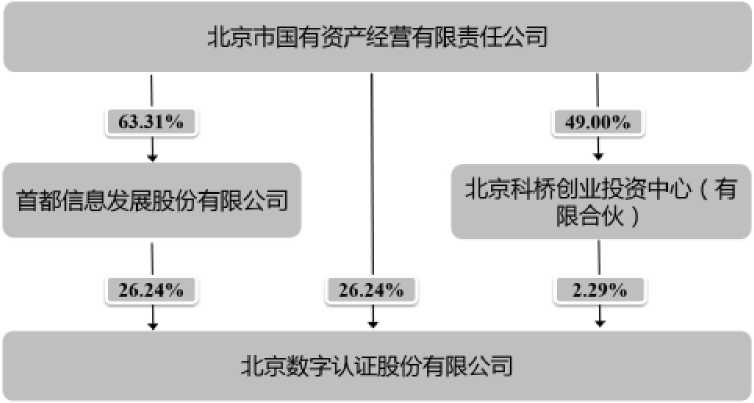 北京市国有资产经营有限责任公司
63.31%
49.00%
首都信息发展股份有限公司
北京科桥创业投资中心（有
限合伙）
26.24%
26.24%
2.29%
北京数字认证股份有限公司